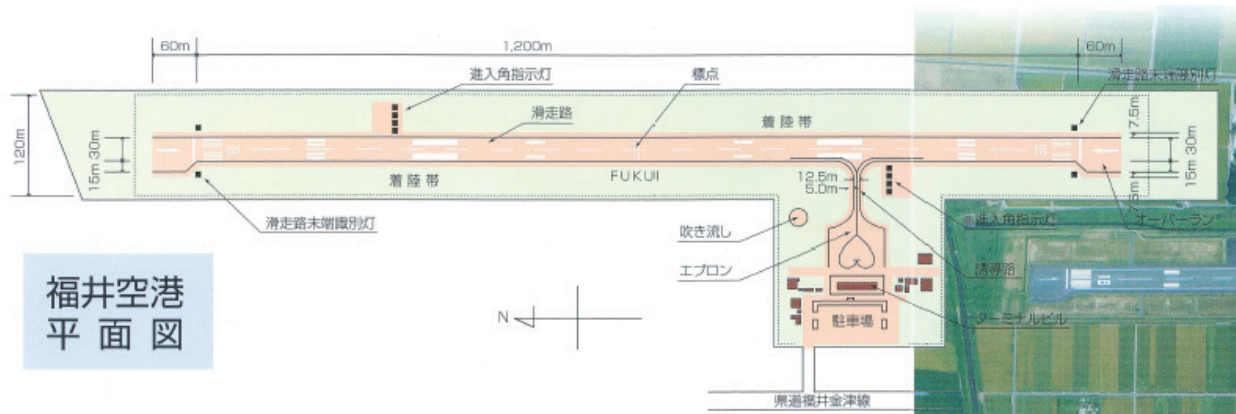 60m
1,200m
60m
進入角指示灯
標点
滑走路末端識別灯
滑走路
着陸帯
7.5m
120m
30m
15m
30m
15m
着陸帯
FUKUI
12.5m
5.0m
7.5m
滑走路末端識別灯
吹き流し
進入角指示灯
オーバーラン
エプロン
誘導路
福井空港
平面図
N
駐車場
ターミナルビル
県道福井金津線